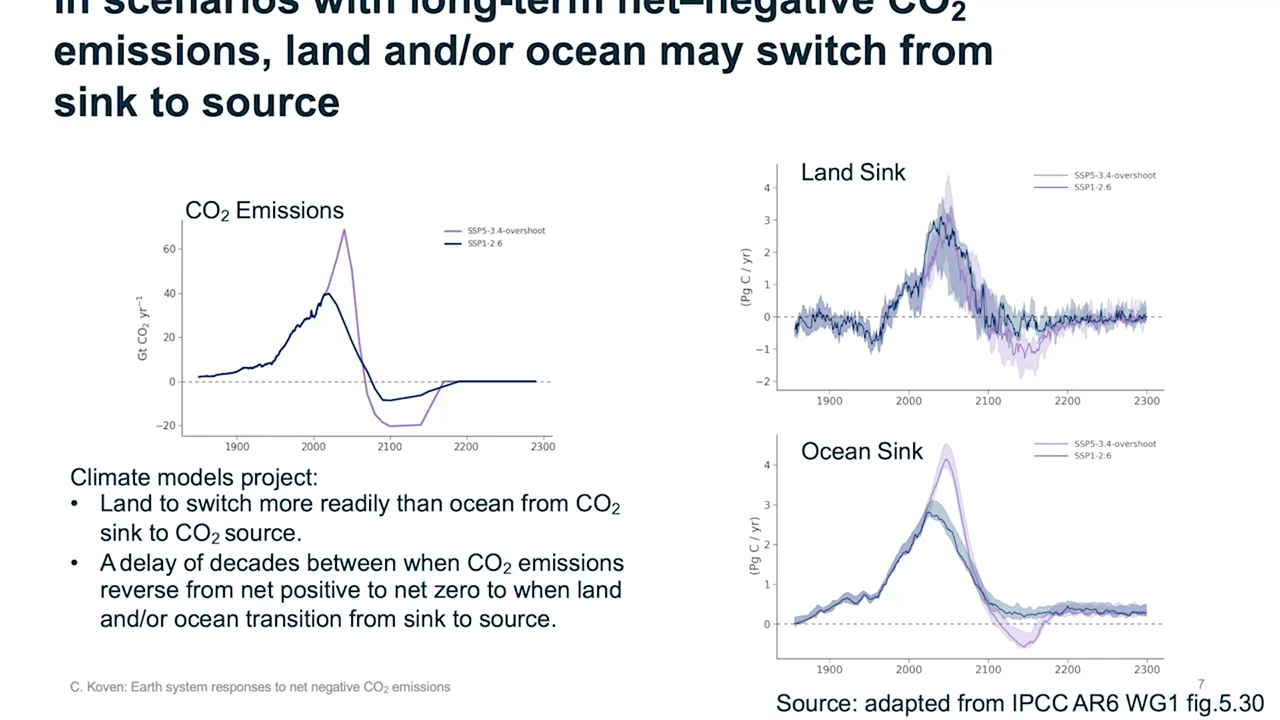 In scenarios with long-term net–negative CO₂
emissions, land and/or ocean may switch from
sink to source
CO₂ Emissions
SSP5-3.4-overshoot
SSP1-2.6
Gt CO₂ yr⁻¹
60
40
20
0
−20
1900 2000 2100 2200 2300
Climate models project:
• Land to switch more readily than ocean from CO₂
sink to CO₂ source.
• A delay of decades between when CO₂ emissions
reverse from net positive to net zero to when land
and/or ocean transition from sink to source.
Land Sink
SSP5-3.4-overshoot
SSP1-2.6
(Pg C / yr)
4
3
2
1
0
−1
−2
1900 2000 2100 2200 2300
Ocean Sink
SSP5-3.4-overshoot
SSP1-2.6
(Pg C / yr)
4
3
2
1
0
1900 2000 2100 2200 2300
C. Koven: Earth system responses to net negative CO₂ emissions
7
Source: adapted from IPCC AR6 WG1 fig.5.30